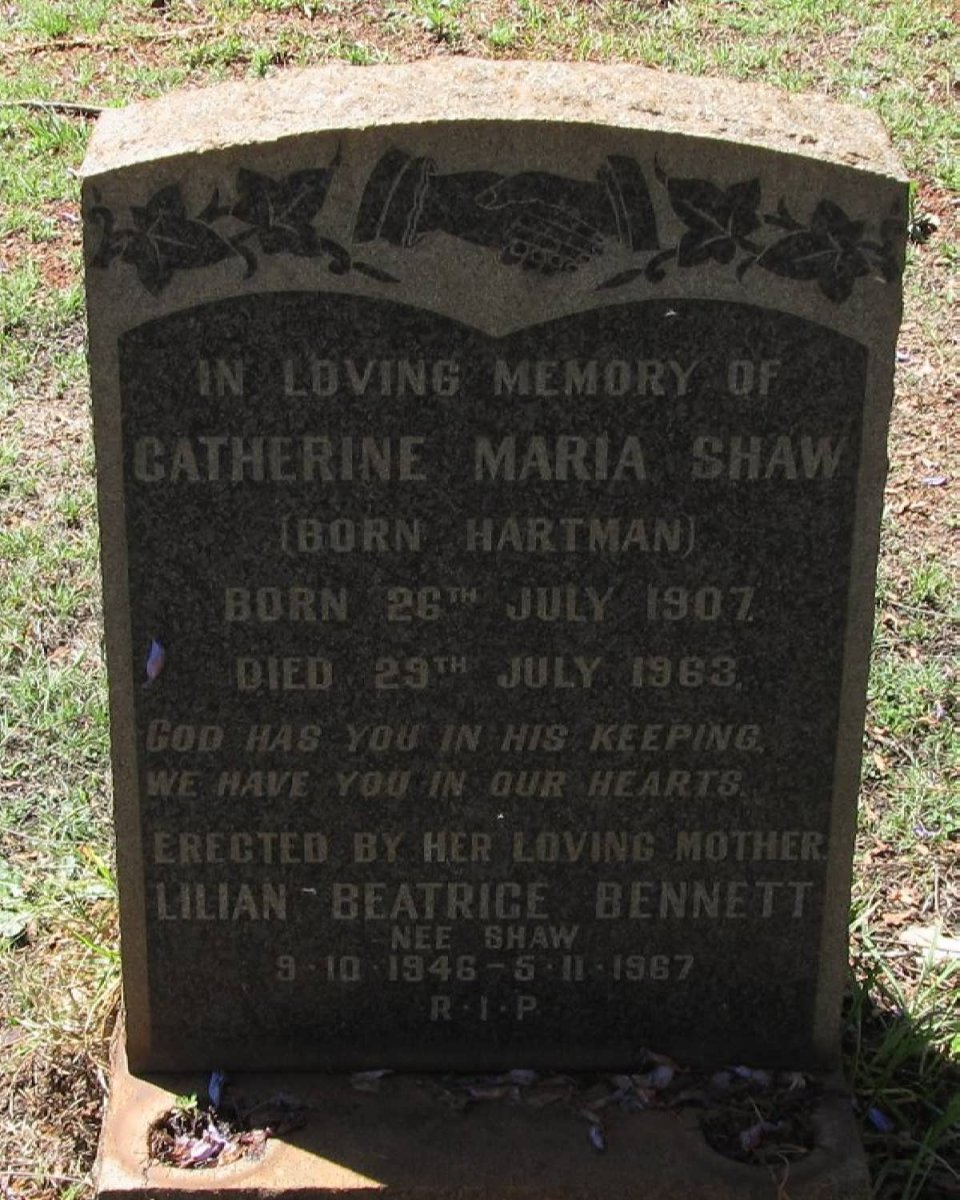 IN LOVING MEMORY OF
CATHERINE MARIA SHAW
(BORN HARTMAN)
BORN 26TH JULY 1907.
DIED 29TH JULY 1963.
GOD HAS YOU IN HIS KEEPING,
WE HAVE YOU IN OUR HEARTS.
ERECTED BY HER LOVING MOTHER.
LILIAN BEATRICE BENNETT
NEE SHAW
9·10·1946–5·11·1967
R·I·P